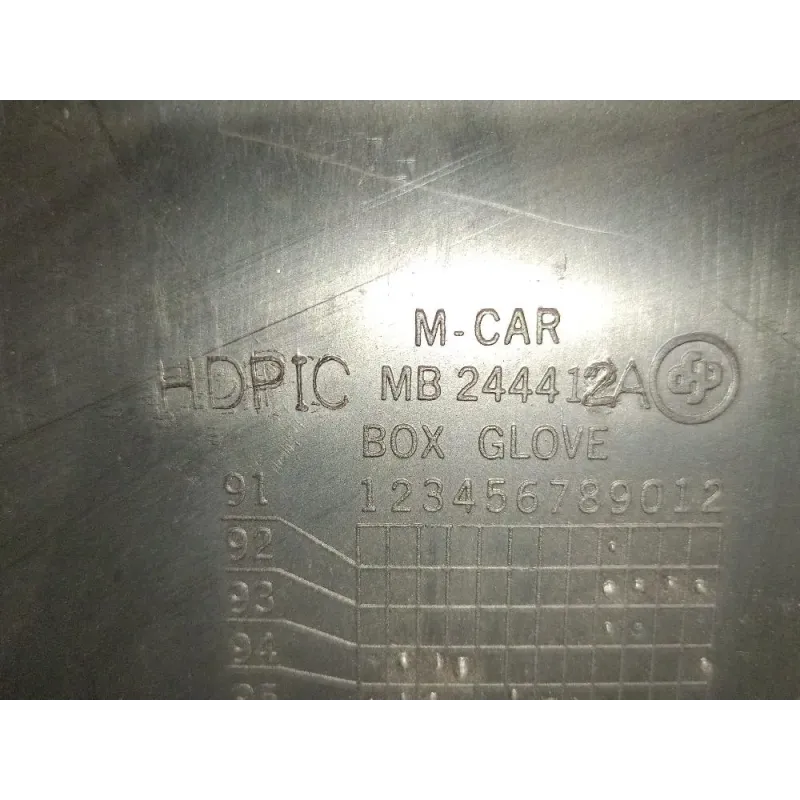 M-CAR
HDPIC MB 244412A
BOX GLOVE
91 123456789012
92
93
94